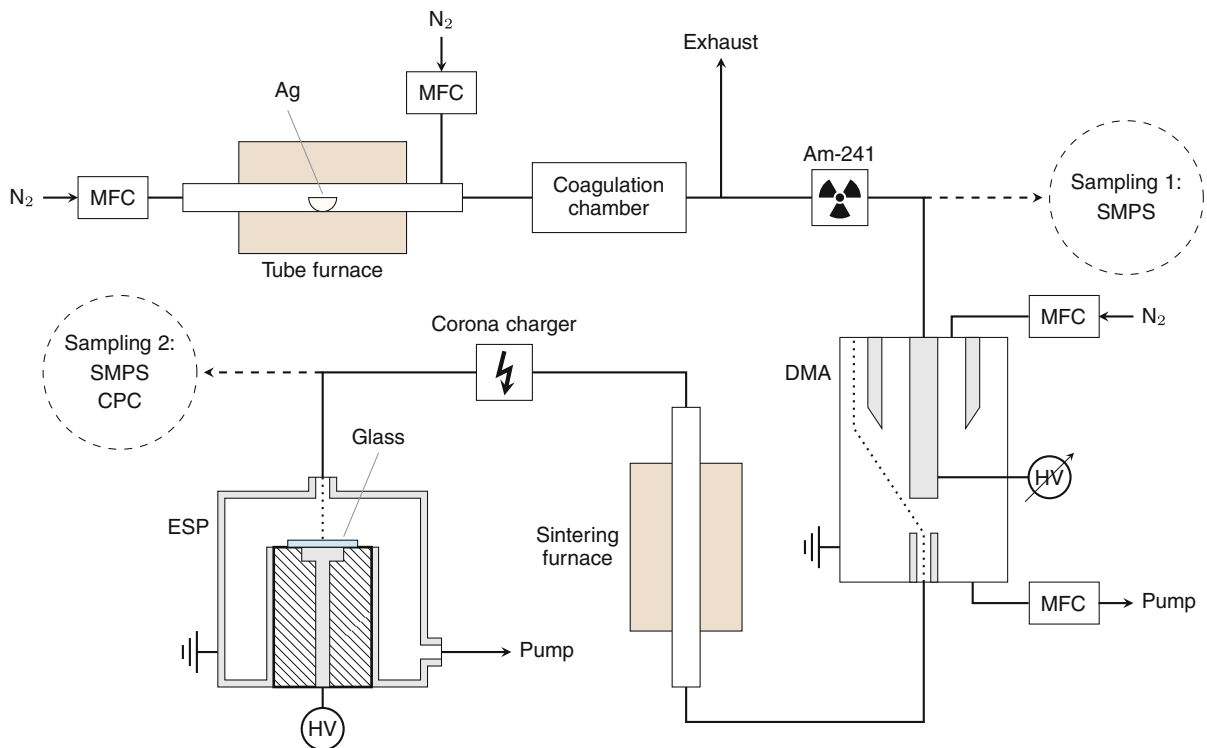 N₂
MFC
Exhaust
Ag
Am-241
N₂
MFC
Coagulation
chamber
Sampling 1:
SMPS
Tube furnace
MFC
N₂
Corona charger
Sampling 2:
SMPS
CPC
DMA
Glass
HV
ESP
Sintering
furnace
MFC
Pump
Pump
HV